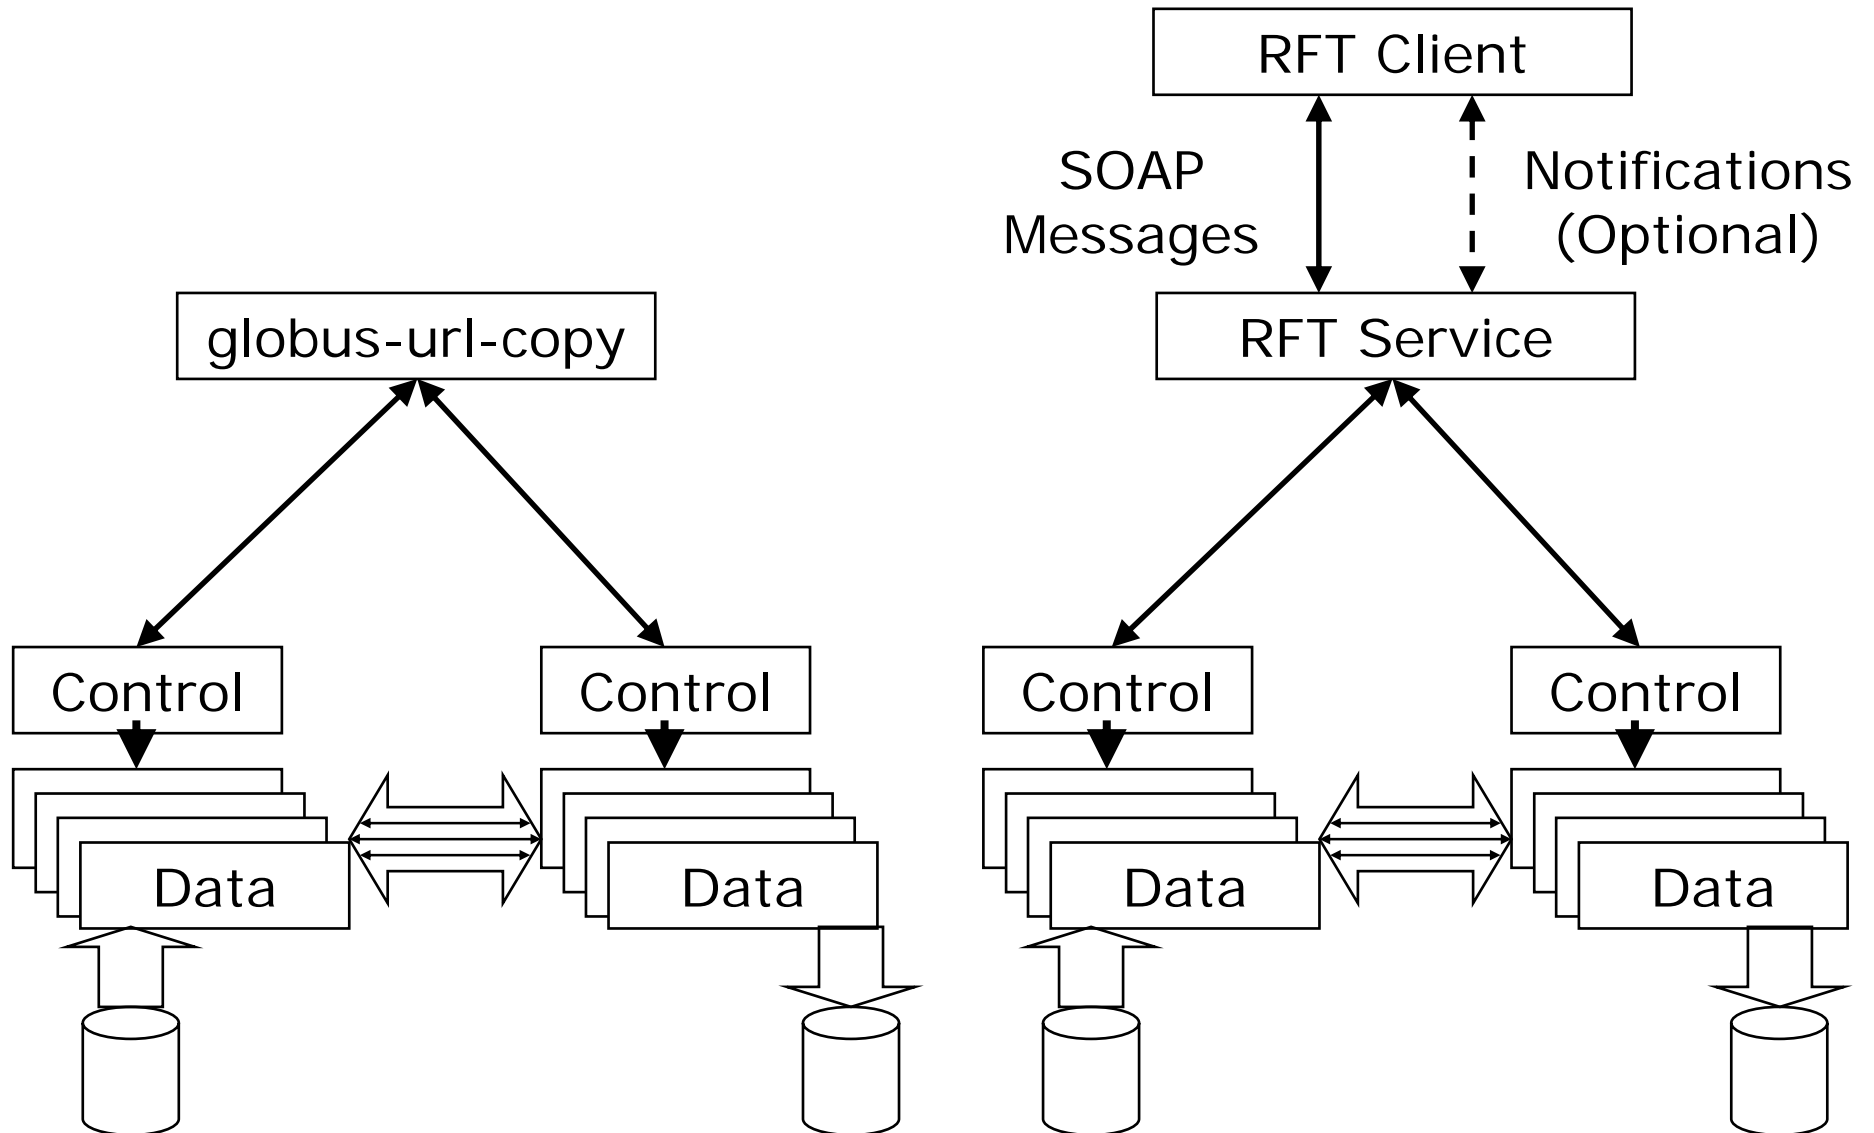 RFT Client
SOAP
Messages
Notifications
(Optional)
globus-url-copy
RFT Service
Control
Control
Control
Control
Data
Data
Data
Data